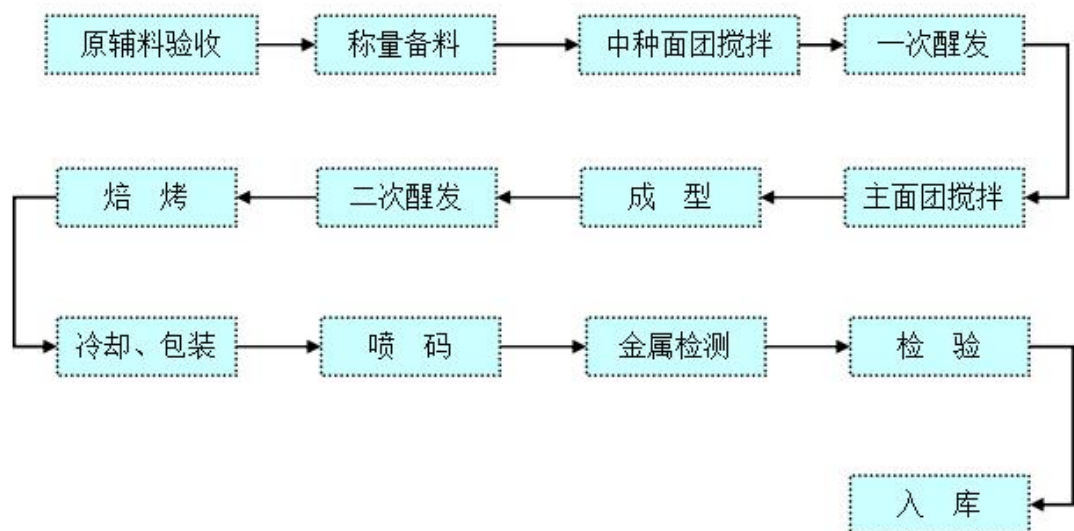 原辅料验收
称量备料
中种面团搅拌
一次醒发
主面团搅拌
成 型
二次醒发
焙 烤
冷却、包装
喷 码
金属检测
检 验
入 库